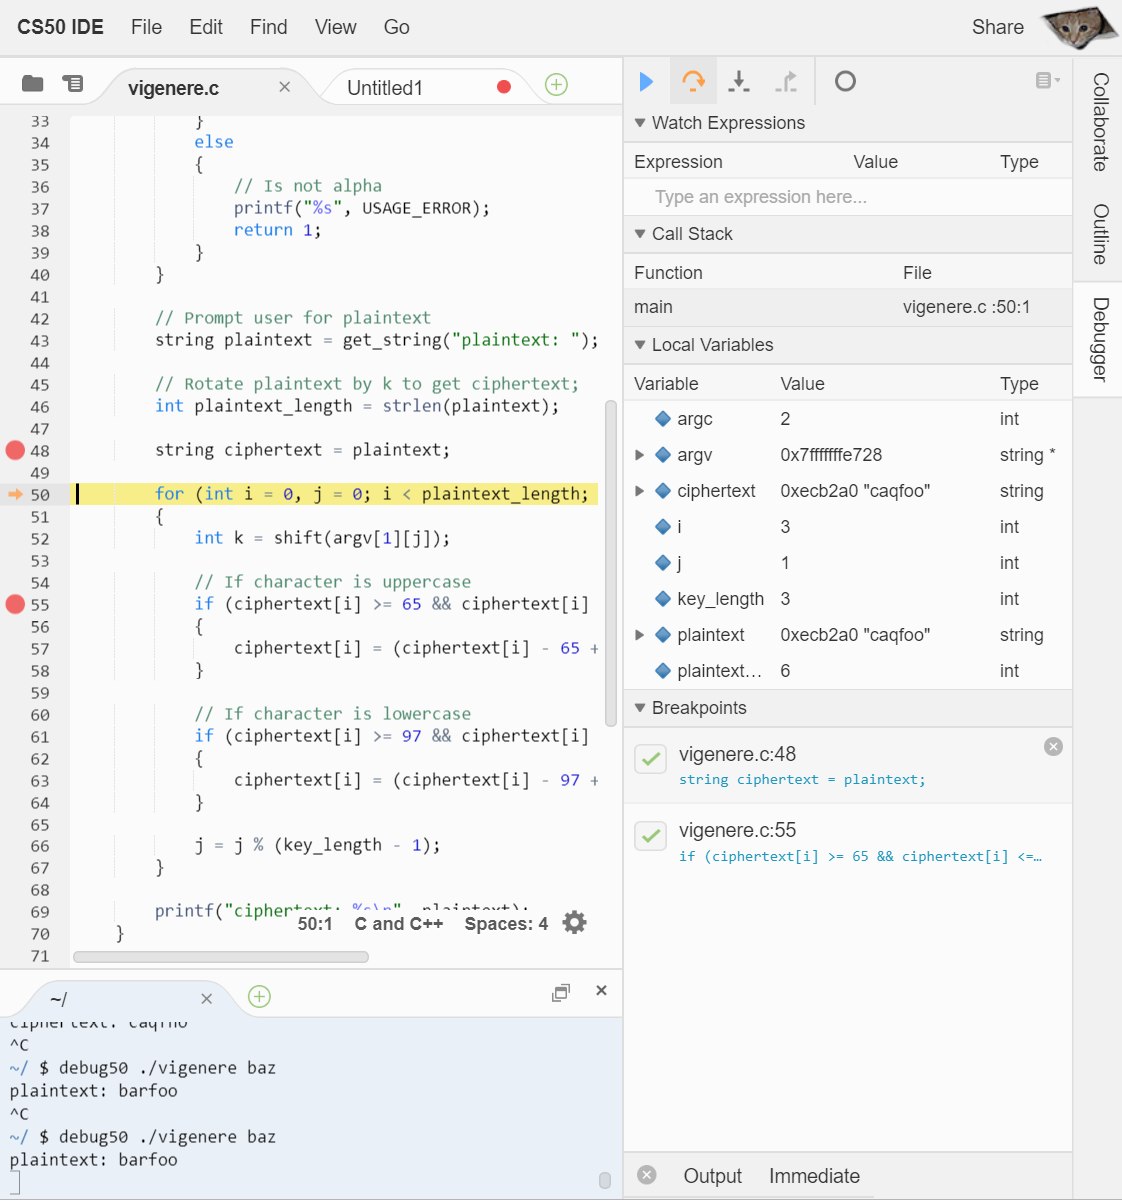 CS50 IDE File Edit Find View Go Share
vigenere.c Untitled1
33 }
34 else
35 {
36 // Is not alpha
37 printf("%s", USAGE_ERROR);
38 return 1;
39 }
40 }
41
42 // Prompt user for plaintext
43 string plaintext = get_string("plaintext: ");
44
45 // Rotate plaintext by k to get ciphertext;
46 int plaintext_length = strlen(plaintext);
47
48 string ciphertext = plaintext;
49
50 for (int i = 0, j = 0; i < plaintext_length;
51 {
52 int k = shift(argv[1][j]);
53
54 // If character is uppercase
55 if (ciphertext[i] >= 65 && ciphertext[i]
56 {
57 ciphertext[i] = (ciphertext[i] - 65 +
58 }
59
60 // If character is lowercase
61 if (ciphertext[i] >= 97 && ciphertext[i]
62 {
63 ciphertext[i] = (ciphertext[i] - 97 +
64 }
65
66 j = j % (key_length - 1);
67 }
68
69 printf("ciphertext: %s\n", plaintext);
70 }
71
50:1 C and C++ Spaces: 4
~/
ciphertext: caqfho
^C
~/ $ debug50 ./vigenere baz
plaintext: barfoo
^C
~/ $ debug50 ./vigenere baz
plaintext: barfoo
Watch Expressions
Expression Value Type
Type an expression here...
Call Stack
Function File
main vigenere.c :50:1
Local Variables
Variable Value Type
argc 2 int
argv 0x7fffffffe728 string *
ciphertext 0xecb2a0 "caqfoo" string
i 3 int
j 1 int
key_length 3 int
plaintext 0xecb2a0 "caqfoo" string
plaintext... 6 int
Breakpoints
vigenere.c:48
string ciphertext = plaintext;
vigenere.c:55
if (ciphertext[i] >= 65 && ciphertext[i] <=…
Output Immediate
Collaborate
Outline
Debugger